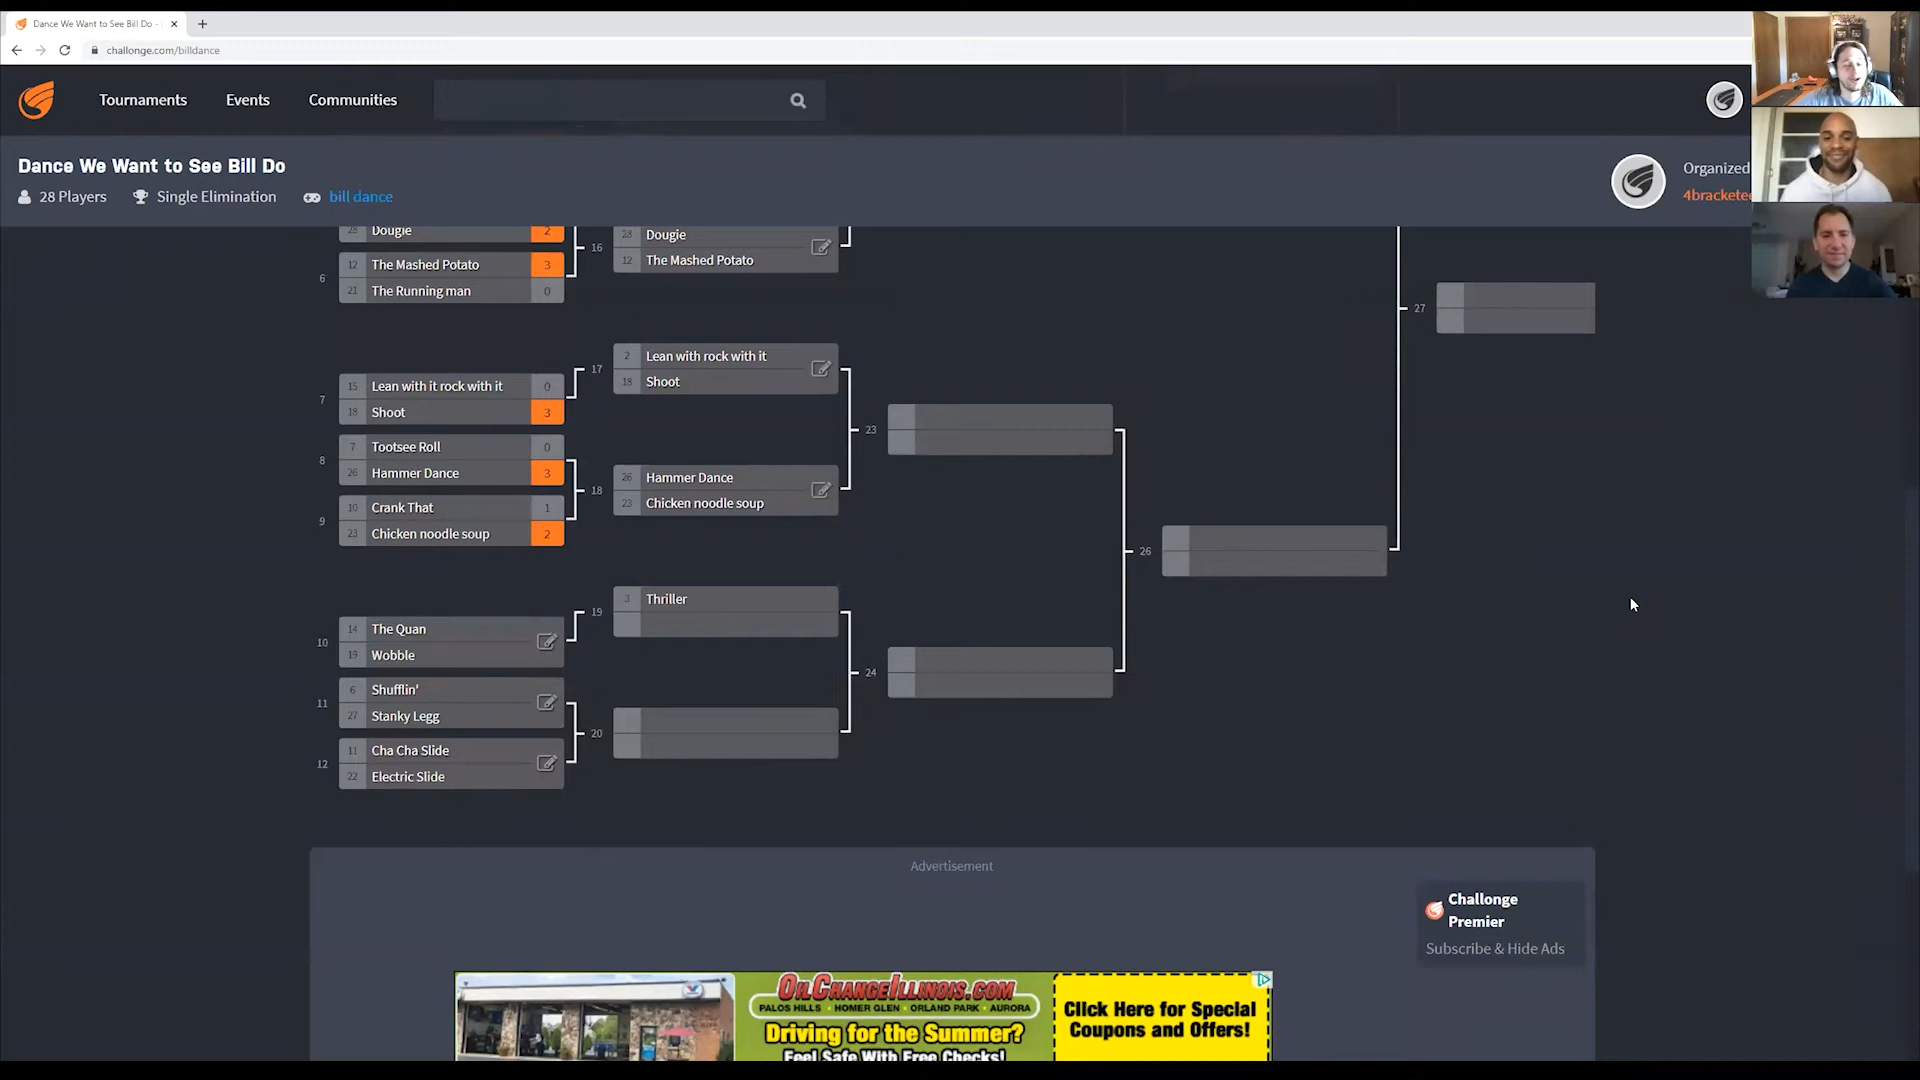 Dance We Want to See Bill Do -
challonge.com/billdance
Tournaments Events Communities
Dance We Want to See Bill Do
28 Players Single Elimination bill dance
Organized
4brackete
28 Dougie 2
6
12 The Mashed Potato 3
21 The Running man 0
16
28 Dougie
12 The Mashed Potato
27
7
15 Lean with it rock with it 0
18 Shoot 3
8
7 Tootsee Roll 0
26 Hammer Dance 3
9
10 Crank That 1
23 Chicken noodle soup 2
17
2 Lean with rock with it
18 Shoot
18
26 Hammer Dance
23 Chicken noodle soup
23
26
10
14 The Quan
19 Wobble
11
6 Shufflin'
27 Stanky Legg
12
11 Cha Cha Slide
22 Electric Slide
19
3 Thriller
20
24
Advertisement
Challonge
Premier
Subscribe & Hide Ads
OILCHANGEILLINOIS.COM
PALOS HILLS · HOMER GLEN · ORLAND PARK · AURORA
Driving for the Summer?
Feel Safe With Free Checks!
Click Here for Special
Coupons and Offers!